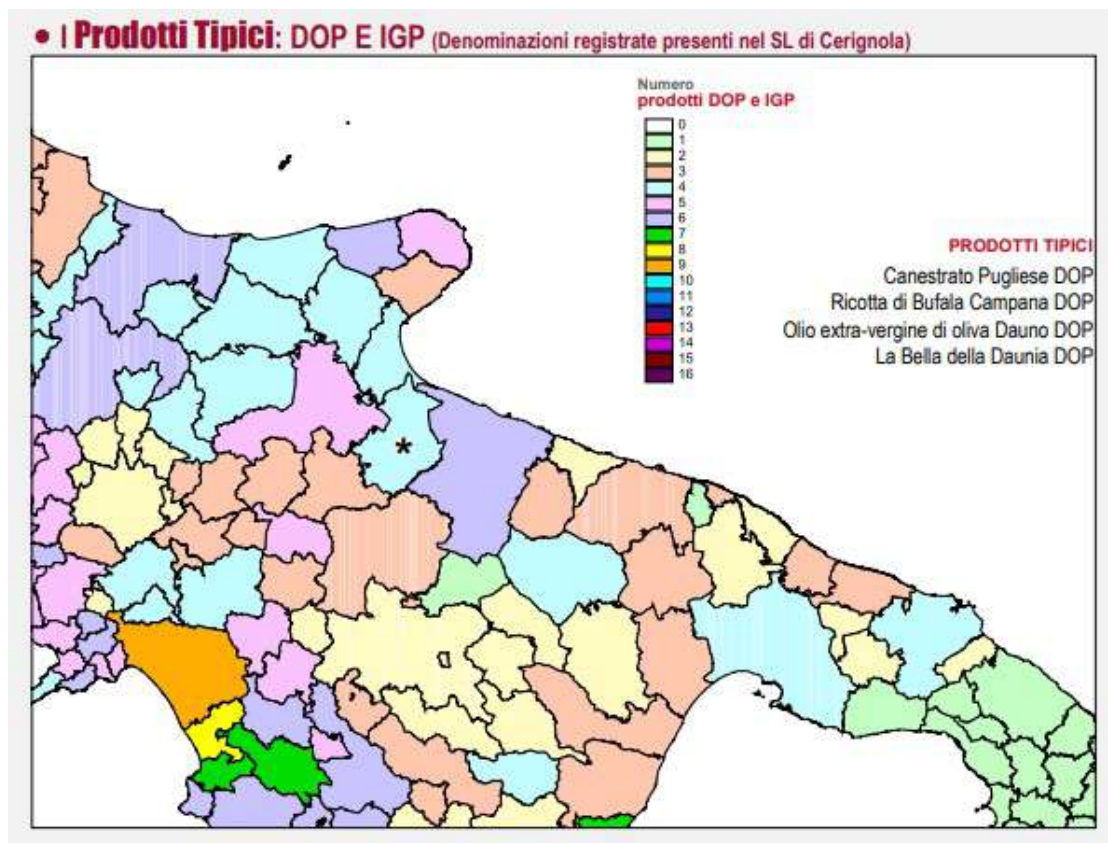 • I Prodotti Tipici: DOP E IGP (Denominazioni registrate presenti nel SL di Cerignola)
Numero
prodotti DOP e IGP
0
1
2
3
4
5
6
7
8
9
10
11
12
13
14
15
16
PRODOTTI TIPICI
Canestrato Pugliese DOP
Ricotta di Bufala Campana DOP
Olio extra-vergine di oliva Dauno DOP
La Bella della Daunia DOP
*